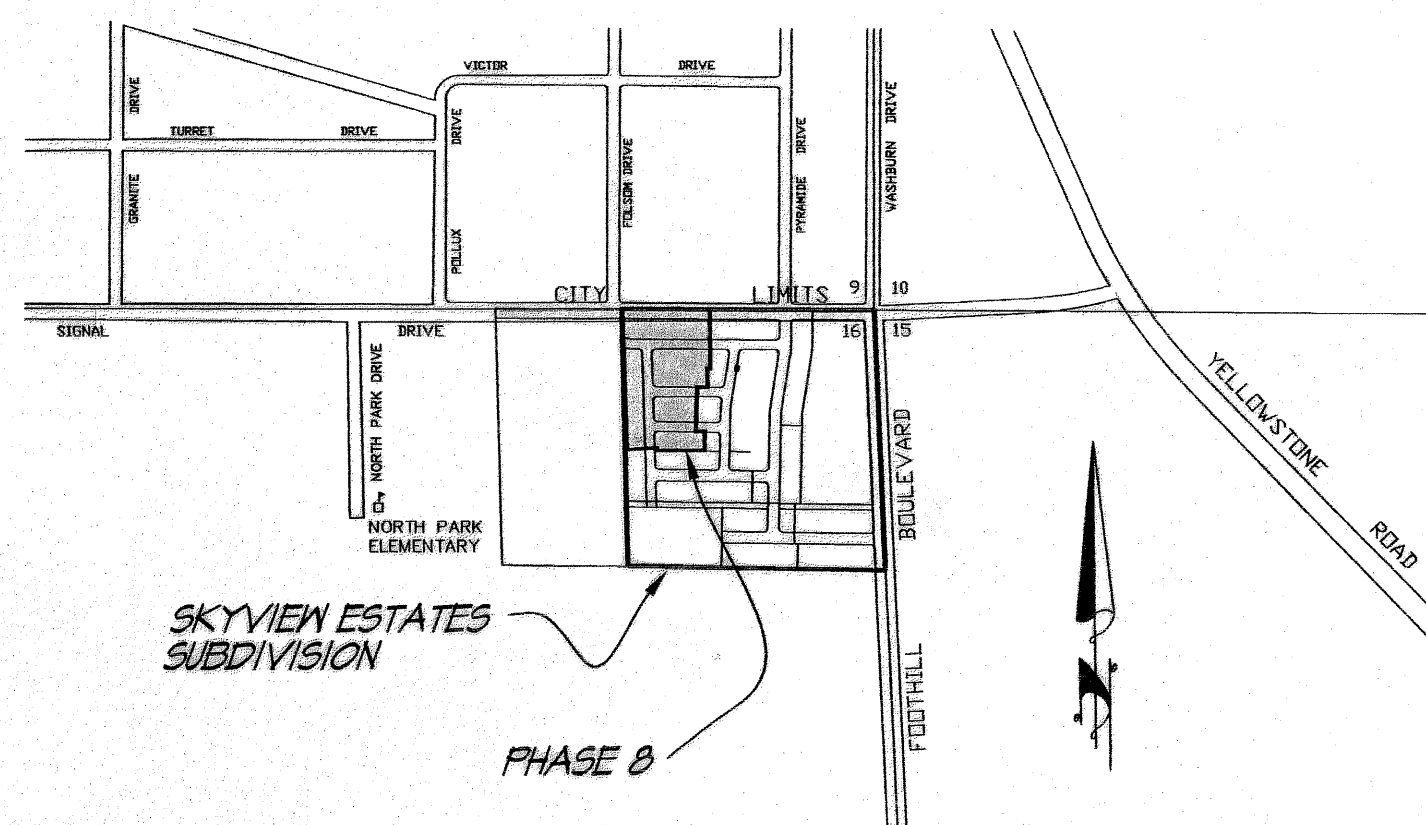 VICTOR DRIVE
TURRET DRIVE
GRANITE DRIVE
POLLUX DRIVE
FOLSOM DRIVE
PYRAMIDE DRIVE
WASHBURN DRIVE
CITY LIMITS
9 10
16 15
SIGNAL DRIVE
NORTH PARK DRIVE
NORTH PARK
ELEMENTARY
FOOTHILL BOULEVARD
YELLOWSTONE ROAD
SKYVIEW ESTATES
SUBDIVISION
PHASE 8
N